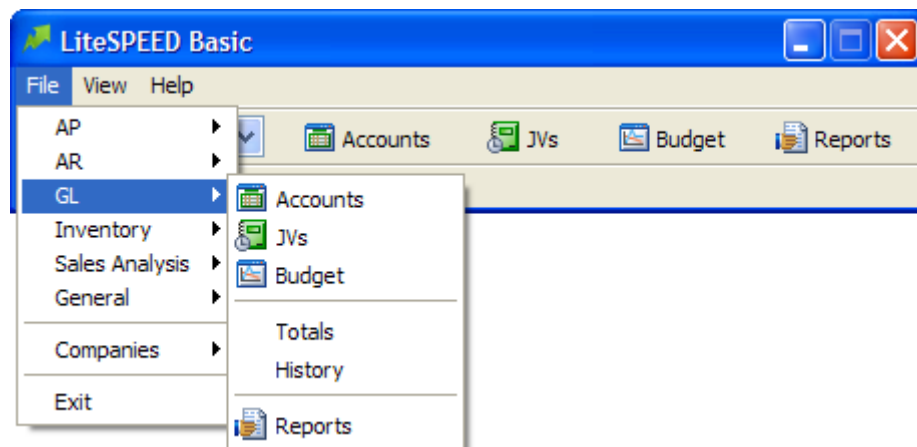 LiteSPEED Basic
File View Help
Accounts JVs Budget Reports
AP
AR
GL
Inventory
Sales Analysis
General
Companies
Exit
Accounts
JVs
Budget
Totals
History
Reports